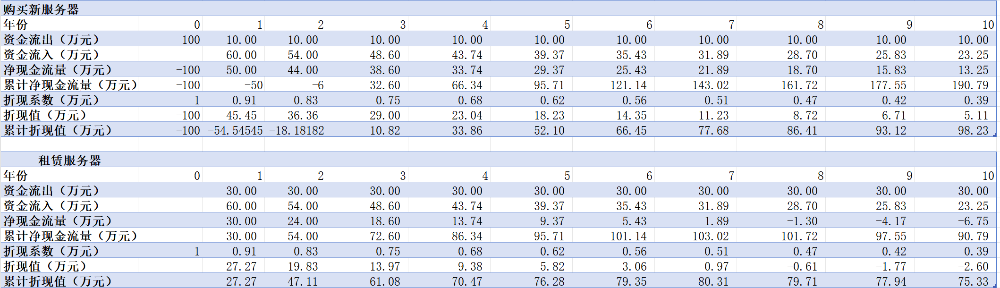 购买新服务器
年份 0 1 2 3 4 5 6 7 8 9 10
资金流出（万元） 100 10.00 10.00 10.00 10.00 10.00 10.00 10.00 10.00 10.00 10.00
资金流入（万元） 60.00 54.00 48.60 43.74 39.37 35.43 31.89 28.70 25.83 23.25
净现金流量（万元） -100 50.00 44.00 38.60 33.74 29.37 25.43 21.89 18.70 15.83 13.25
累计净现金流量（万元） -100 -50 -6 32.60 66.34 95.71 121.14 143.02 161.72 177.55 190.79
折现系数（万元） 1 0.91 0.83 0.75 0.68 0.62 0.56 0.51 0.47 0.42 0.39
折现值（万元） -100 45.45 36.36 29.00 23.04 18.23 14.35 11.23 8.72 6.71 5.11
累计折现值（万元） -100 -54.54545 -18.18182 10.82 33.86 52.10 66.45 77.68 86.41 93.12 98.23
租赁服务器
年份 0 1 2 3 4 5 6 7 8 9 10
资金流出（万元） 30.00 30.00 30.00 30.00 30.00 30.00 30.00 30.00 30.00 30.00
资金流入（万元） 60.00 54.00 48.60 43.74 39.37 35.43 31.89 28.70 25.83 23.25
净现金流量（万元） 30.00 24.00 18.60 13.74 9.37 5.43 1.89 -1.30 -4.17 -6.75
累计净现金流量（万元） 30.00 54.00 72.60 86.34 95.71 101.14 103.02 101.72 97.55 90.79
折现系数（万元） 1 0.91 0.83 0.75 0.68 0.62 0.56 0.51 0.47 0.42 0.39
折现值（万元） 27.27 19.83 13.97 9.38 5.82 3.06 0.97 -0.61 -1.77 -2.60
累计折现值（万元） 27.27 47.11 61.08 70.47 76.28 79.35 80.31 79.71 77.94 75.33